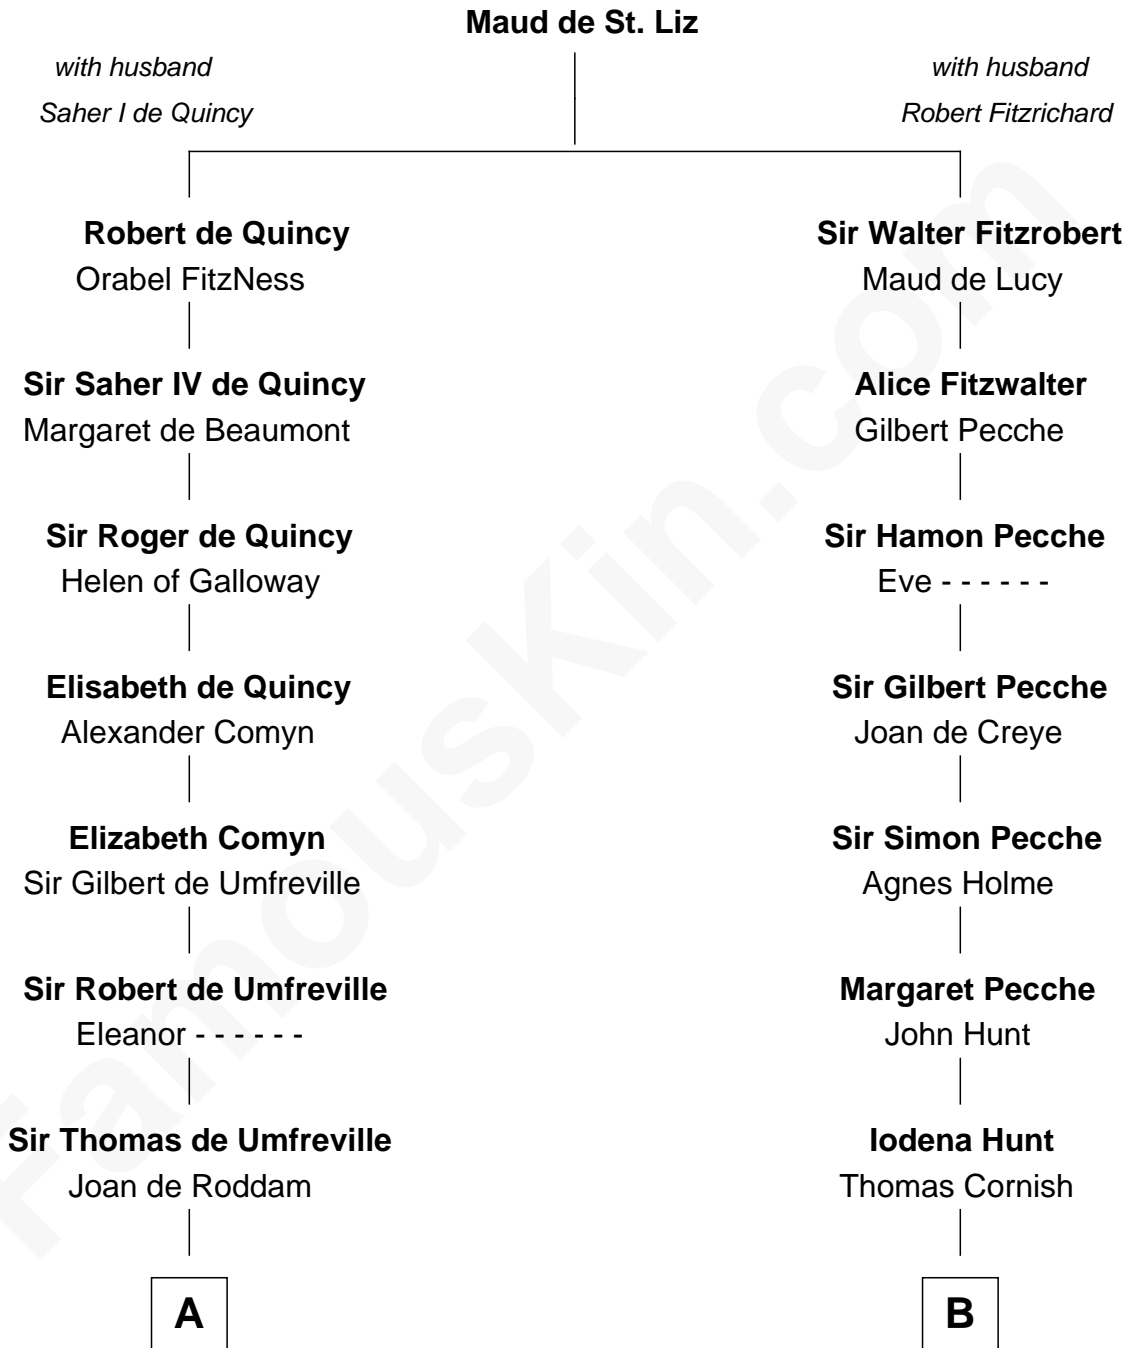 Maud de St. Liz
with husband
Saher I de Quincy
with husband
Robert Fitzrichard
Robert de Quincy
Orabel FitzNess
Sir Walter Fitzrobert
Maud de Lucy
Sir Saher IV de Quincy
Margaret de Beaumont
Alice Fitzwalter
Gilbert Pecche
Sir Roger de Quincy
Helen of Galloway
Sir Hamon Pecche
Eve - - - - - -
Elisabeth de Quincy
Alexander Comyn
Sir Gilbert Pecche
Joan de Creye
Elizabeth Comyn
Sir Gilbert de Umfreville
Sir Simon Pecche
Agnes Holme
Sir Robert de Umfreville
Eleanor - - - - - -
Margaret Pecche
John Hunt
Sir Thomas de Umfreville
Joan de Roddam
Iodena Hunt
Thomas Cornish
A
B
FamousKin.com